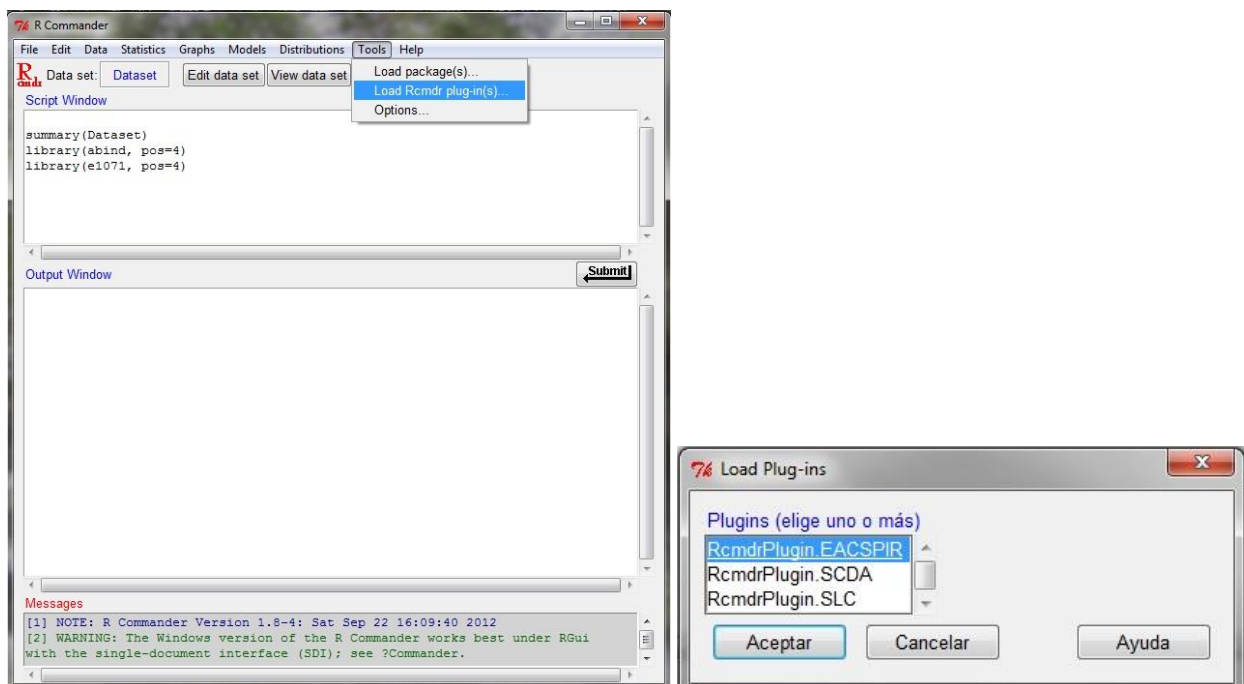 R Commander
File Edit Data Statistics Graphs Models Distributions Tools Help
R cmdr Data set: Dataset Edit data set View data set
Load package(s)...
Load Rcmdr plug-in(s)...
Options...
Script Window
summary(Dataset)
library(abind, pos=4)
library(e1071, pos=4)
Output Window
Submit
Messages
[1] NOTE: R Commander Version 1.8-4: Sat Sep 22 16:09:40 2012
[2] WARNING: The Windows version of the R Commander works best under RGui
with the single-document interface (SDI); see ?Commander.
Load Plug-ins
Plugins (elige uno o más)
RcmdrPlugin.EACSPIR
RcmdrPlugin.SCDA
RcmdrPlugin.SLC
Aceptar Cancelar Ayuda